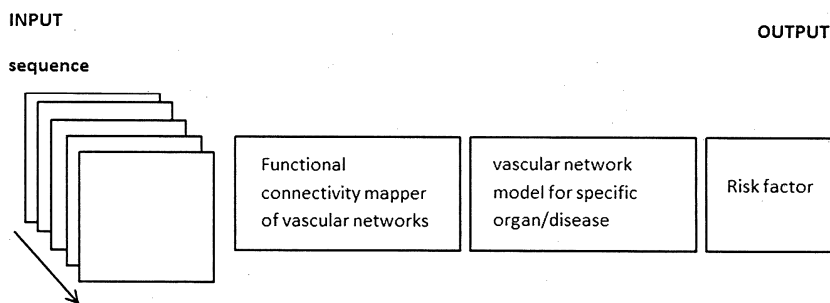 INPUT
OUTPUT
sequence
Functional
connectivity mapper
of vascular networks
vascular network
model for specific
organ/disease
Risk factor